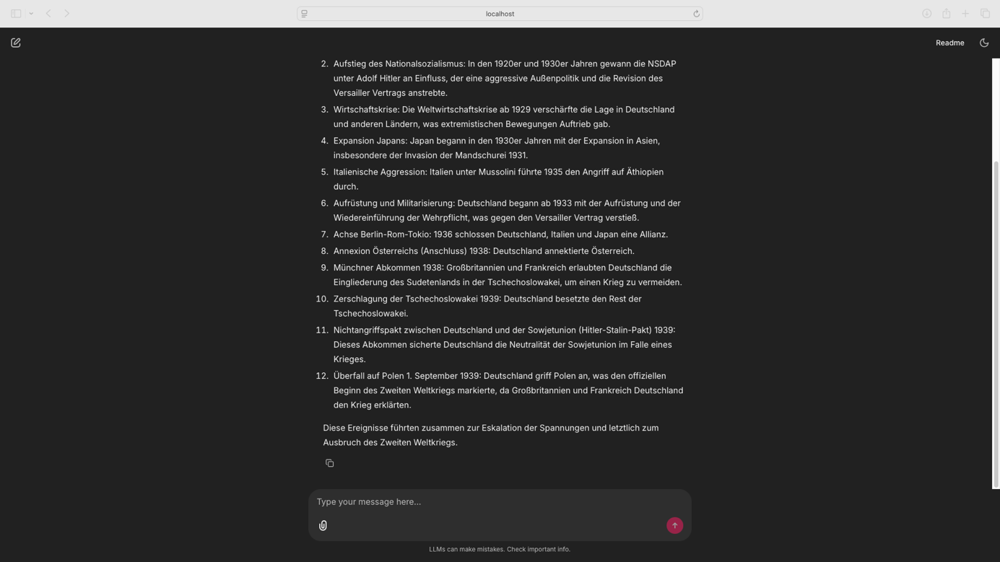 localhost
Readme
2. Aufstieg des Nationalsozialismus: In den 1920er und 1930er Jahren gewann die NSDAP
unter Adolf Hitler an Einfluss, der eine aggressive Außenpolitik und die Revision des
Versailler Vertrags anstrebte.
3. Wirtschaftskrise: Die Weltwirtschaftskrise ab 1929 verschärfte die Lage in Deutschland
und anderen Ländern, was extremistischen Bewegungen Auftrieb gab.
4. Expansion Japans: Japan begann in den 1930er Jahren mit der Expansion in Asien,
insbesondere der Invasion der Mandschurei 1931.
5. Italienische Aggression: Italien unter Mussolini führte 1935 den Angriff auf Äthiopien
durch.
6. Aufrüstung und Militarisierung: Deutschland begann ab 1933 mit der Aufrüstung und der
Wiedereinführung der Wehrpflicht, was gegen den Versailler Vertrag verstieß.
7. Achse Berlin-Rom-Tokio: 1936 schlossen Deutschland, Italien und Japan eine Allianz.
8. Annexion Österreichs (Anschluss) 1938: Deutschland annektierte Österreich.
9. Münchner Abkommen 1938: Großbritannien und Frankreich erlaubten Deutschland die
Eingliederung des Sudetenlands in der Tschechoslowakei, um einen Krieg zu vermeiden.
10. Zerschlagung der Tschechoslowakei 1939: Deutschland besetzte den Rest der
Tschechoslowakei.
11. Nichtangriffspakt zwischen Deutschland und der Sowjetunion (Hitler-Stalin-Pakt) 1939:
Dieses Abkommen sicherte Deutschland die Neutralität der Sowjetunion im Falle eines
Krieges.
12. Überfall auf Polen 1. September 1939: Deutschland griff Polen an, was den offiziellen
Beginn des Zweiten Weltkriegs markierte, da Großbritannien und Frankreich Deutschland
den Krieg erklärten.
Diese Ereignisse führten zusammen zur Eskalation der Spannungen und letztlich zum
Ausbruch des Zweiten Weltkriegs.
Type your message here...
LLMs can make mistakes. Check important info.